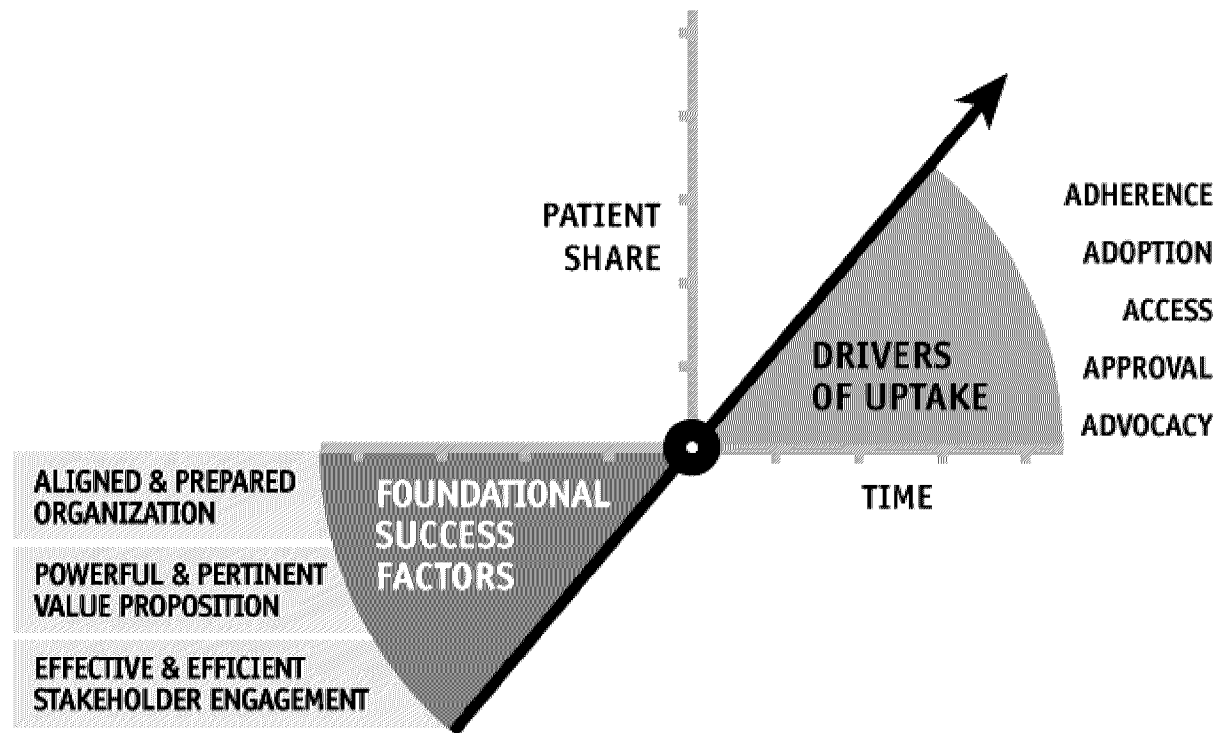 PATIENT
SHARE
ADHERENCE
ADOPTION
ACCESS
APPROVAL
ADVOCACY
DRIVERS
OF UPTAKE
TIME
ALIGNED & PREPARED
ORGANIZATION
POWERFUL & PERTINENT
VALUE PROPOSITION
EFFECTIVE & EFFICIENT
STAKEHOLDER ENGAGEMENT
FOUNDATIONAL
SUCCESS
FACTORS